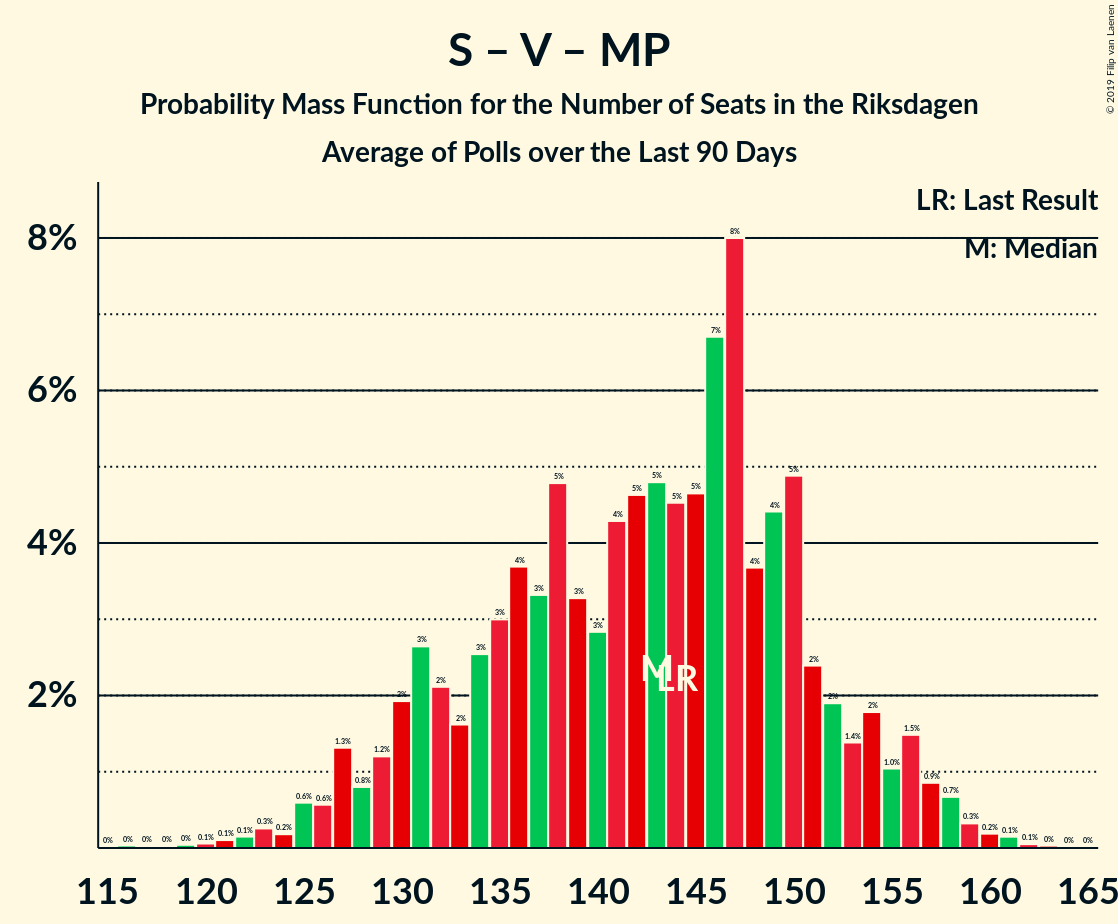 S – V – MP
Probability Mass Function for the Number of Seats in the Riksdagen
Average of Polls over the Last 90 Days
© 2019 Filip van Laenen
LR: Last Result
M: Median
8%
6%
4%
2%
0% 0% 0% 0% 0% 0.1% 0.1% 0.1% 0.3% 0.2% 0.6% 0.6% 1.3% 0.8% 1.2% 2% 3% 2% 2% 3% 3% 4% 3% 5% 3% 3% 4% 5% 5% 5% 5% 7% 8% 4% 4% 5% 2% 2% 1.4% 2% 1.0% 1.5% 0.9% 0.7% 0.3% 0.2% 0.1% 0.1% 0% 0% 0%
M
LR
115 120 125 130 135 140 145 150 155 160 165